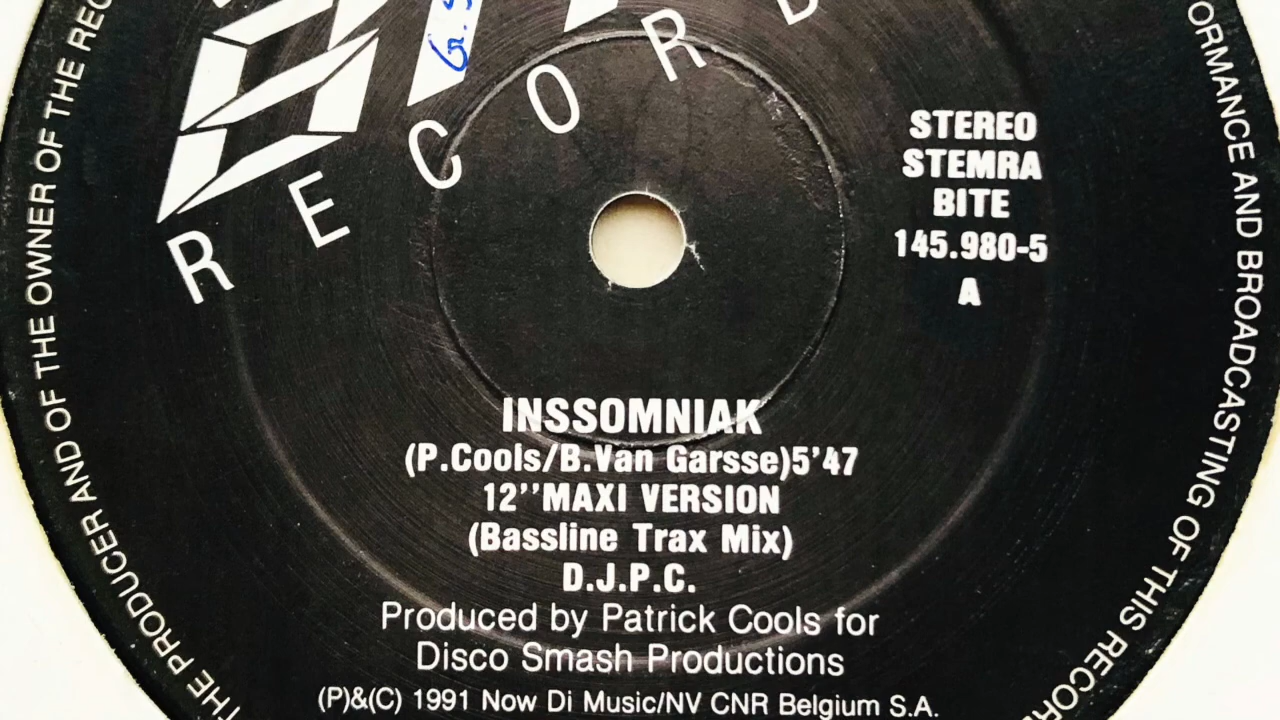 RECORD
G.S
STEREO
STEMRA
BITE
145.980-5
A
INSSOMNIAK
(P.Cools/B.Van Garsse)5'47
12''MAXI VERSION
(Bassline Trax Mix)
D.J.P.C.
Produced by Patrick Cools for
Disco Smash Productions
(P)&(C) 1991 Now Di Music/NV CNR Belgium S.A.
THE PRODUCER AND OF THE OWNER OF THE REC
ORMANCE AND BROADCASTING OF THIS RECOR